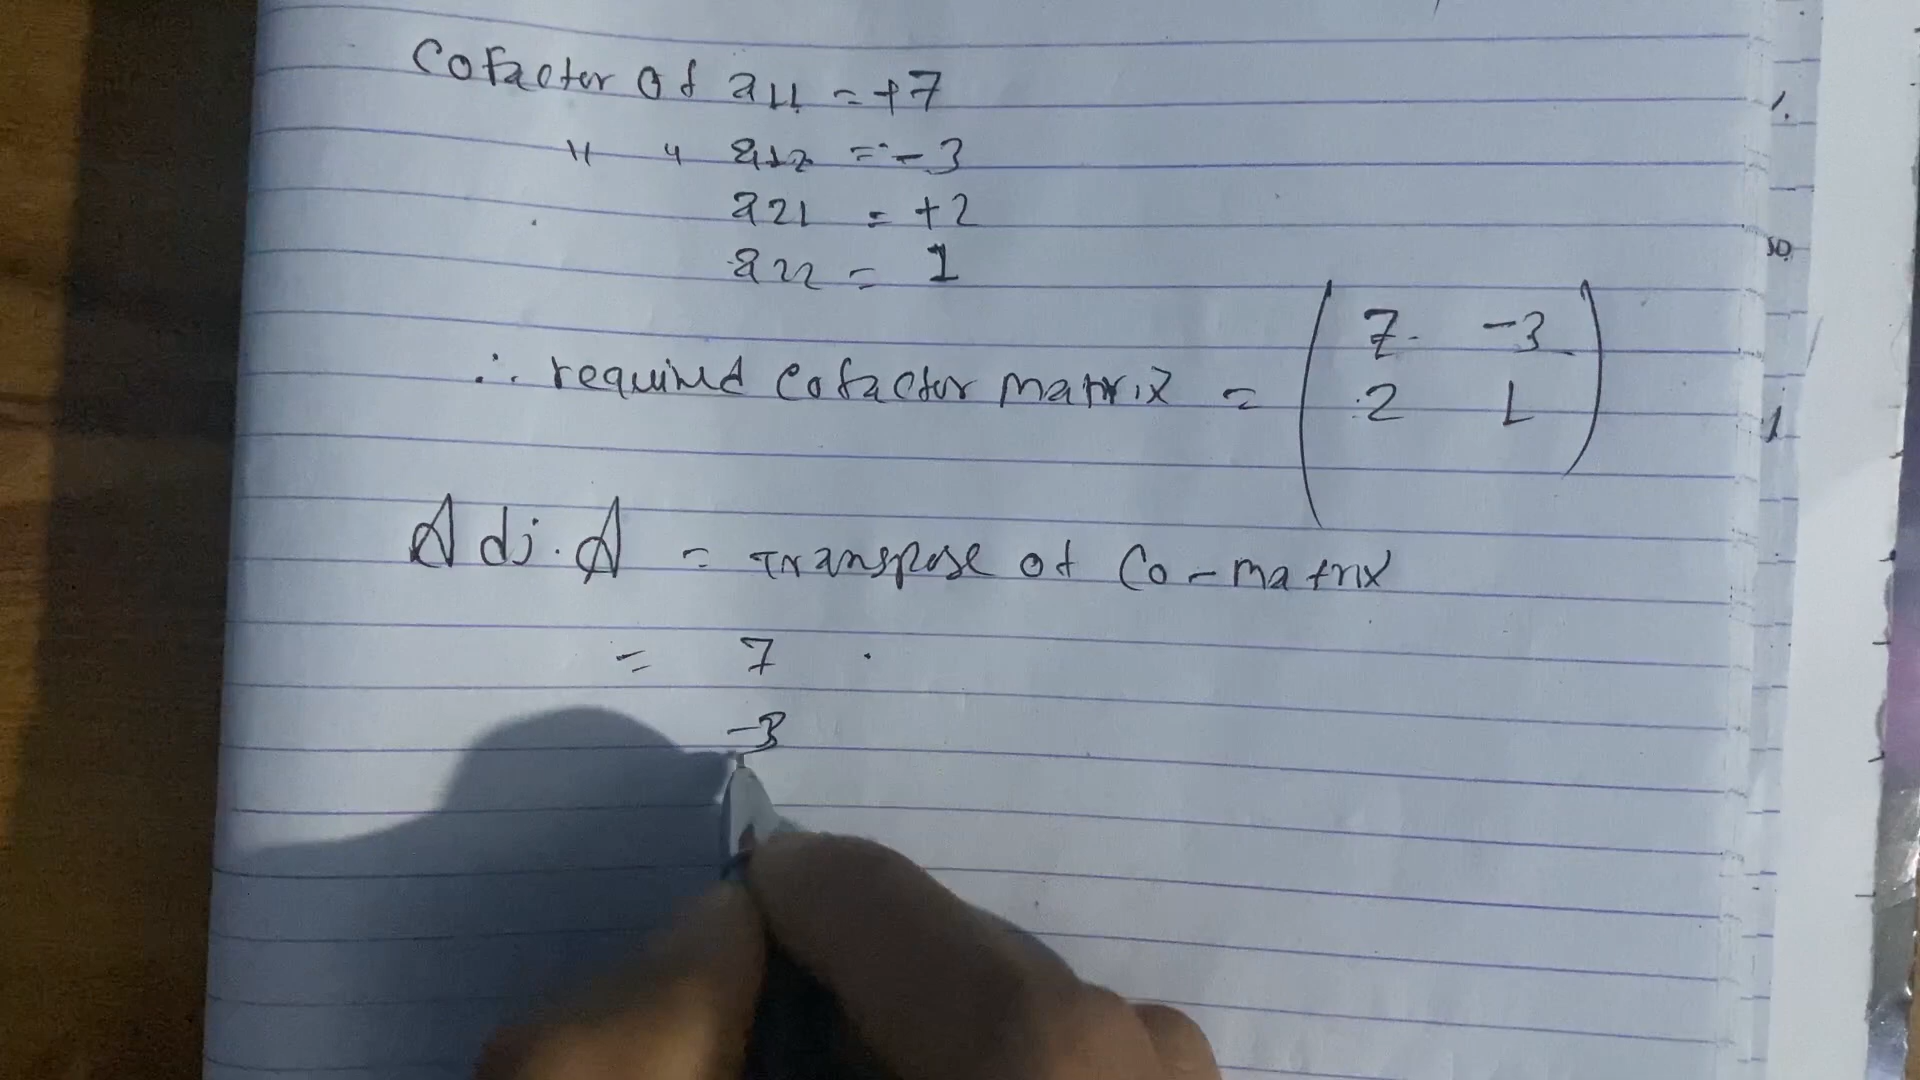 Cofactor of a11 = +7
" " a12 = - 3
a21 = +2
a22 = 1
∴ required cofactor matrix = ( 7 -3
2 1 )
Adj. A = Transpose of Co-matrix
= 7
-3